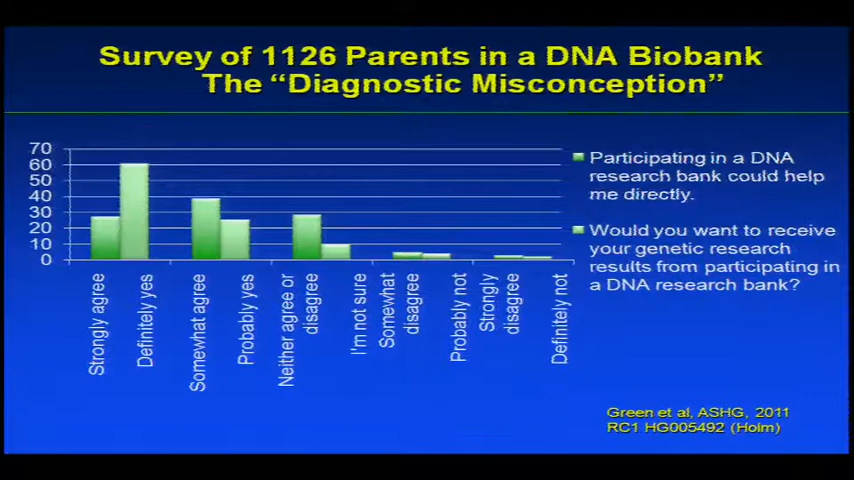 Survey of 1126 Parents in a DNA Biobank
The “Diagnostic Misconception”
70
60
50
40
30
20
10
0
Strongly agree
Definitely yes
Somewhat agree
Probably yes
Neither agree or
disagree
I'm not sure
Somewhat
disagree
Probably not
Strongly
disagree
Definitely not
Participating in a DNA
research bank could help
me directly.
Would you want to receive
your genetic research
results from participating in
a DNA research bank?
Green et al, ASHG, 2011
RC1 HG005492 (Holm)